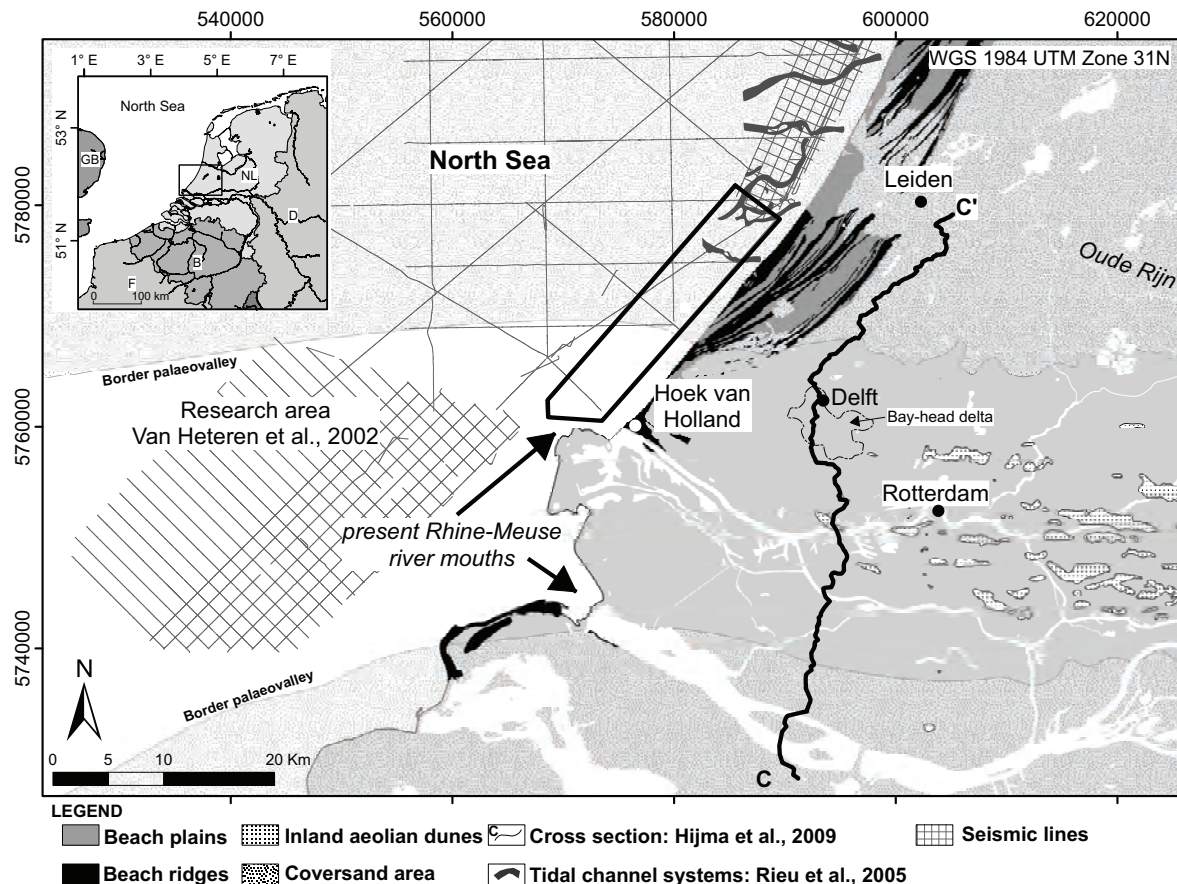 540000 560000 580000 600000 620000
WGS 1984 UTM Zone 31N
1° E 3° E 5° E 7° E
North Sea
53° N
GB
NL
D
51° N
B
F
0 100 km
North Sea
5780000
Leiden
C'
Oude Rijn
Border palaeovalley
Research area
Van Heteren et al., 2002
Hoek van
Holland
Delft
Bay-head delta
5760000
Rotterdam
present Rhine-Meuse
river mouths
5740000
N
Border palaeovalley
0 5 10 20 Km
C
LEGEND
Beach plains Inland aeolian dunes C Cross section: Hijma et al., 2009 Seismic lines
Beach ridges Coversand area Tidal channel systems: Rieu et al., 2005